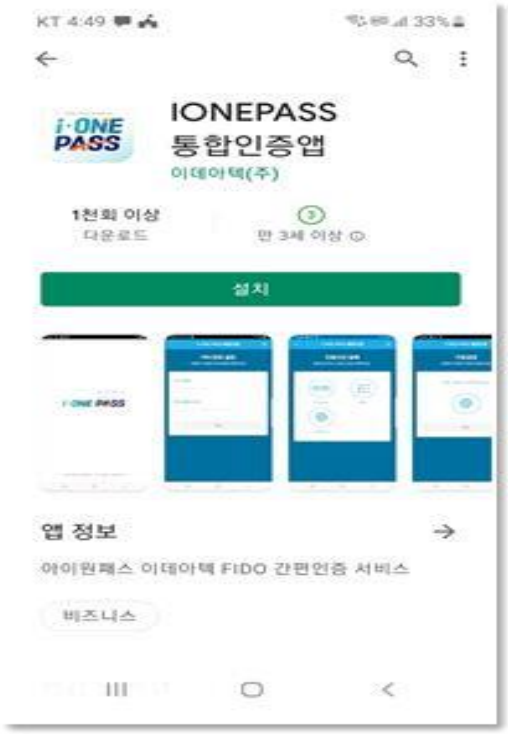 KT 4:49
33%
i·ONE
PASS
IONEPASS
통합인증앱
이데아텍(주)
1천회 이상
다운로드
3
만 3세 이상
설치
i·ONE PASS
앱 정보
아이원패스 이데아텍 FIDO 간편인증 서비스
비즈니스